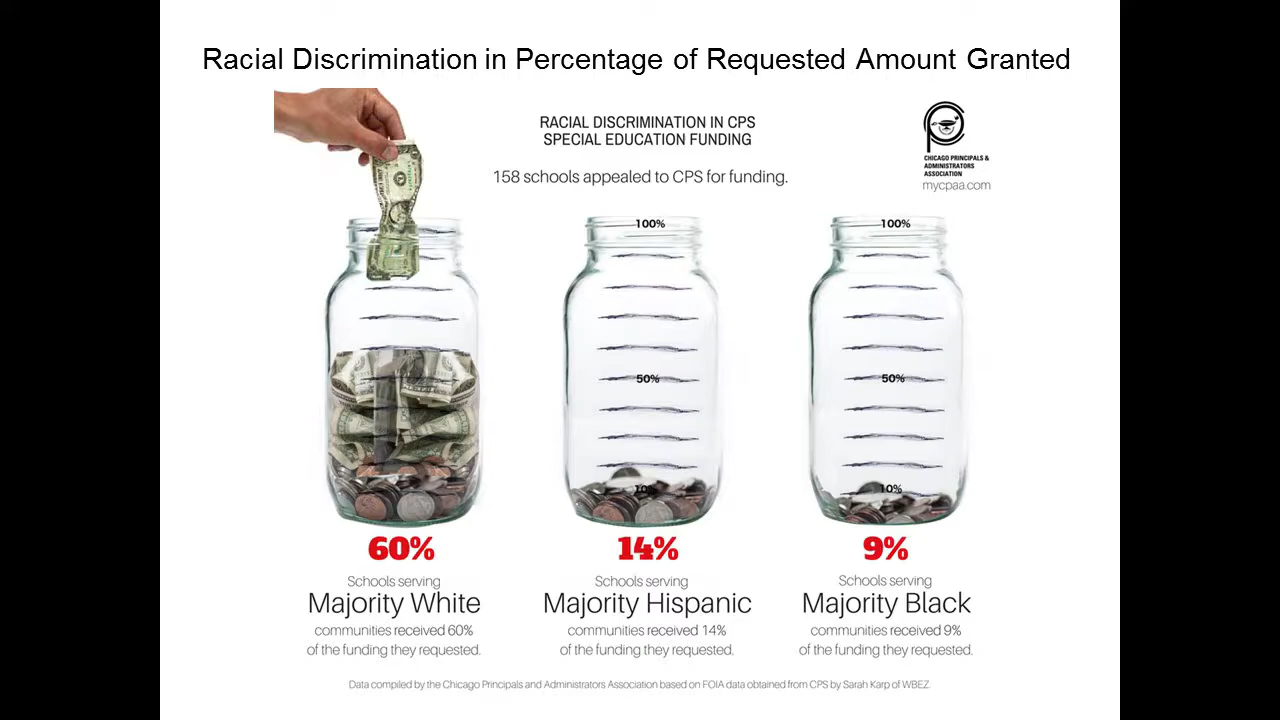 Racial Discrimination in Percentage of Requested Amount Granted
RACIAL DISCRIMINATION IN CPS
SPECIAL EDUCATION FUNDING
158 schools appealed to CPS for funding.
CHICAGO PRINCIPALS &
ADMINISTRATORS
ASSOCIATION
mycpaa.com
100%
100%
50%
50%
10%
10%
60%
14%
9%
Schools serving
Majority White
communities received 60%
of the funding they requested.
Schools serving
Majority Hispanic
communities received 14%
of the funding they requested.
Schools serving
Majority Black
communities received 9%
of the funding they requested.
Data compiled by the Chicago Principals and Administrators Association based on FOIA data obtained from CPS by Sarah Karp of WBEZ.